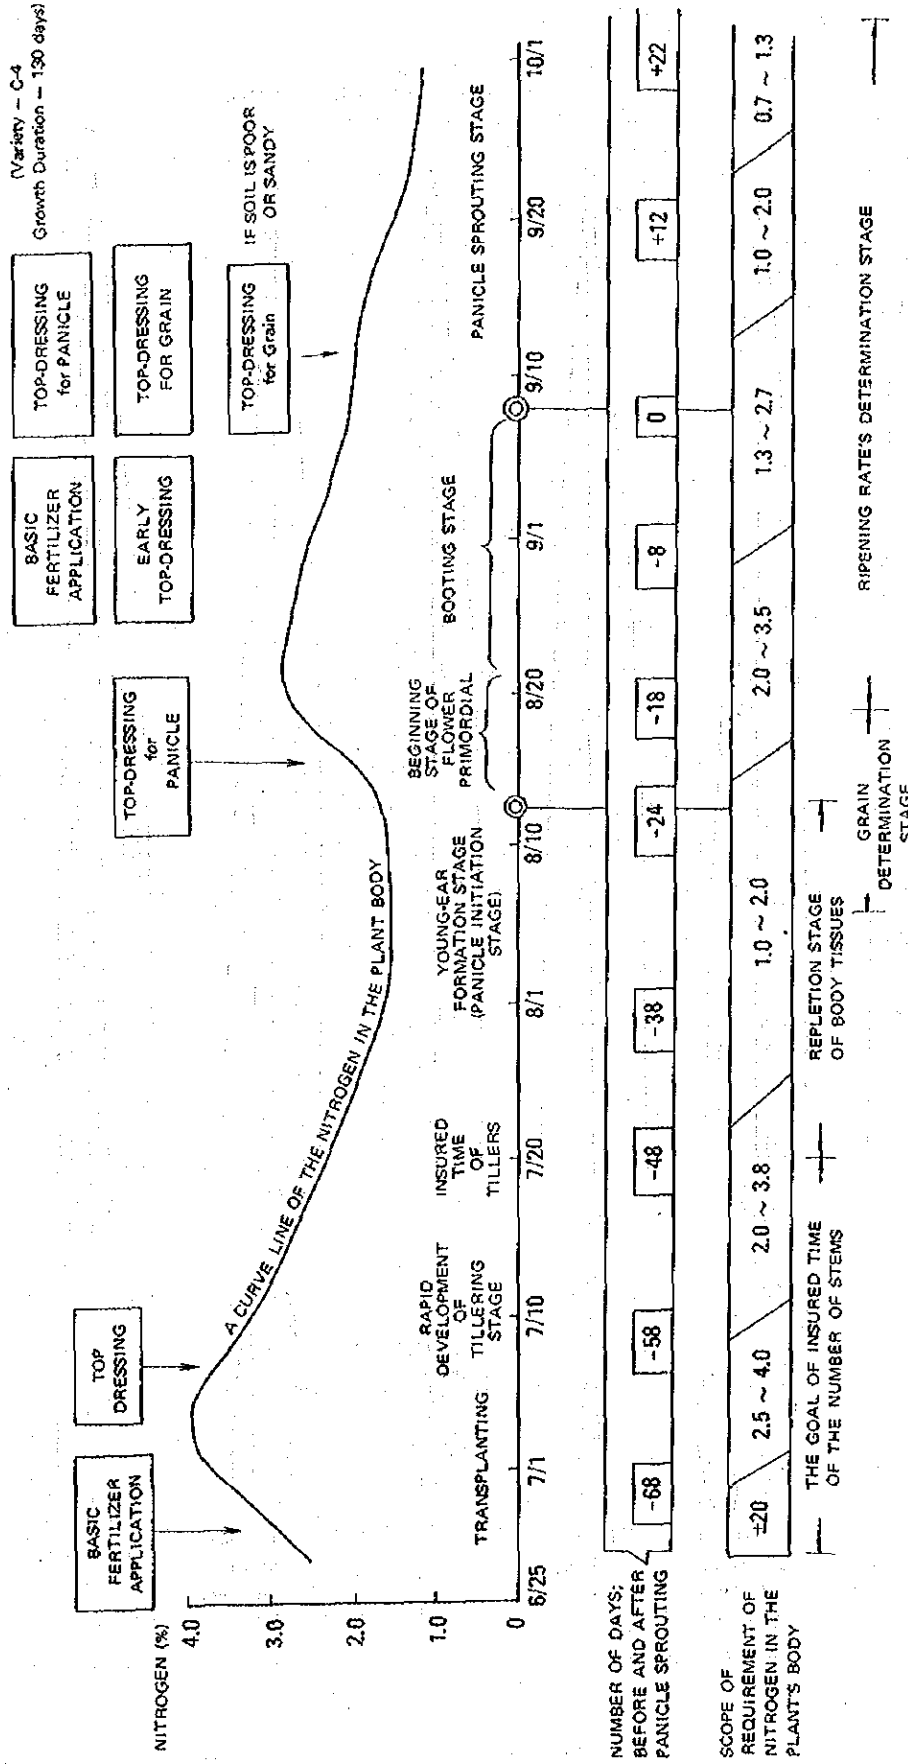 (Variety – C-4
Growth Duration – 130 days)
BASIC
FERTILIZER
APPLICATION
TOP-DRESSING
for PANICLE
EARLY
TOP-DRESSING
TOP-DRESSING
FOR GRAIN
BASIC
FERTILIZER
APPLICATION
TOP
DRESSING
TOP-DRESSING
for
PANICLE
TOP-DRESSING
for Grain
IF SOIL IS POOR
OR SANDY
NITROGEN (%)
4.0
3.0
2.0
1.0
0
A CURVE LINE OF THE NITROGEN IN THE PLANT BODY
TRANSPLANTING
RAPID
DEVELOPMENT
OF
TILLERING
STAGE
INSURED
TIME
OF
TILLERS
YOUNG-EAR
FORMATION STAGE
(PANICLE INITIATION
STAGE)
BEGINNING
STAGE OF
FLOWER
PRIMORDIAL
BOOTING STAGE
PANICLE SPROUTING STAGE
6/25 7/1 7/10 7/20 8/1 8/10 8/20 9/1 9/10 9/20 10/1
NUMBER OF DAYS;
BEFORE AND AFTER
PANICLE SPROUTING
-68 -58 -48 -38 -24 -18 -8 0 +12 +22
SCOPE OF
REQUIREMENT OF
NITROGEN IN THE
PLANT'S BODY
±20 2.5 ~ 4.0 2.0 ~ 3.8 1.0 ~ 2.0 2.0 ~ 3.5 1.3 ~ 2.7 1.0 ~ 2.0 0.7 ~ 1.3
THE GOAL OF INSURED TIME
OF THE NUMBER OF STEMS
REPLETION STAGE
OF BODY TISSUES
GRAIN
DETERMINATION
STAGE
RIPENING RATE'S DETERMINATION STAGE